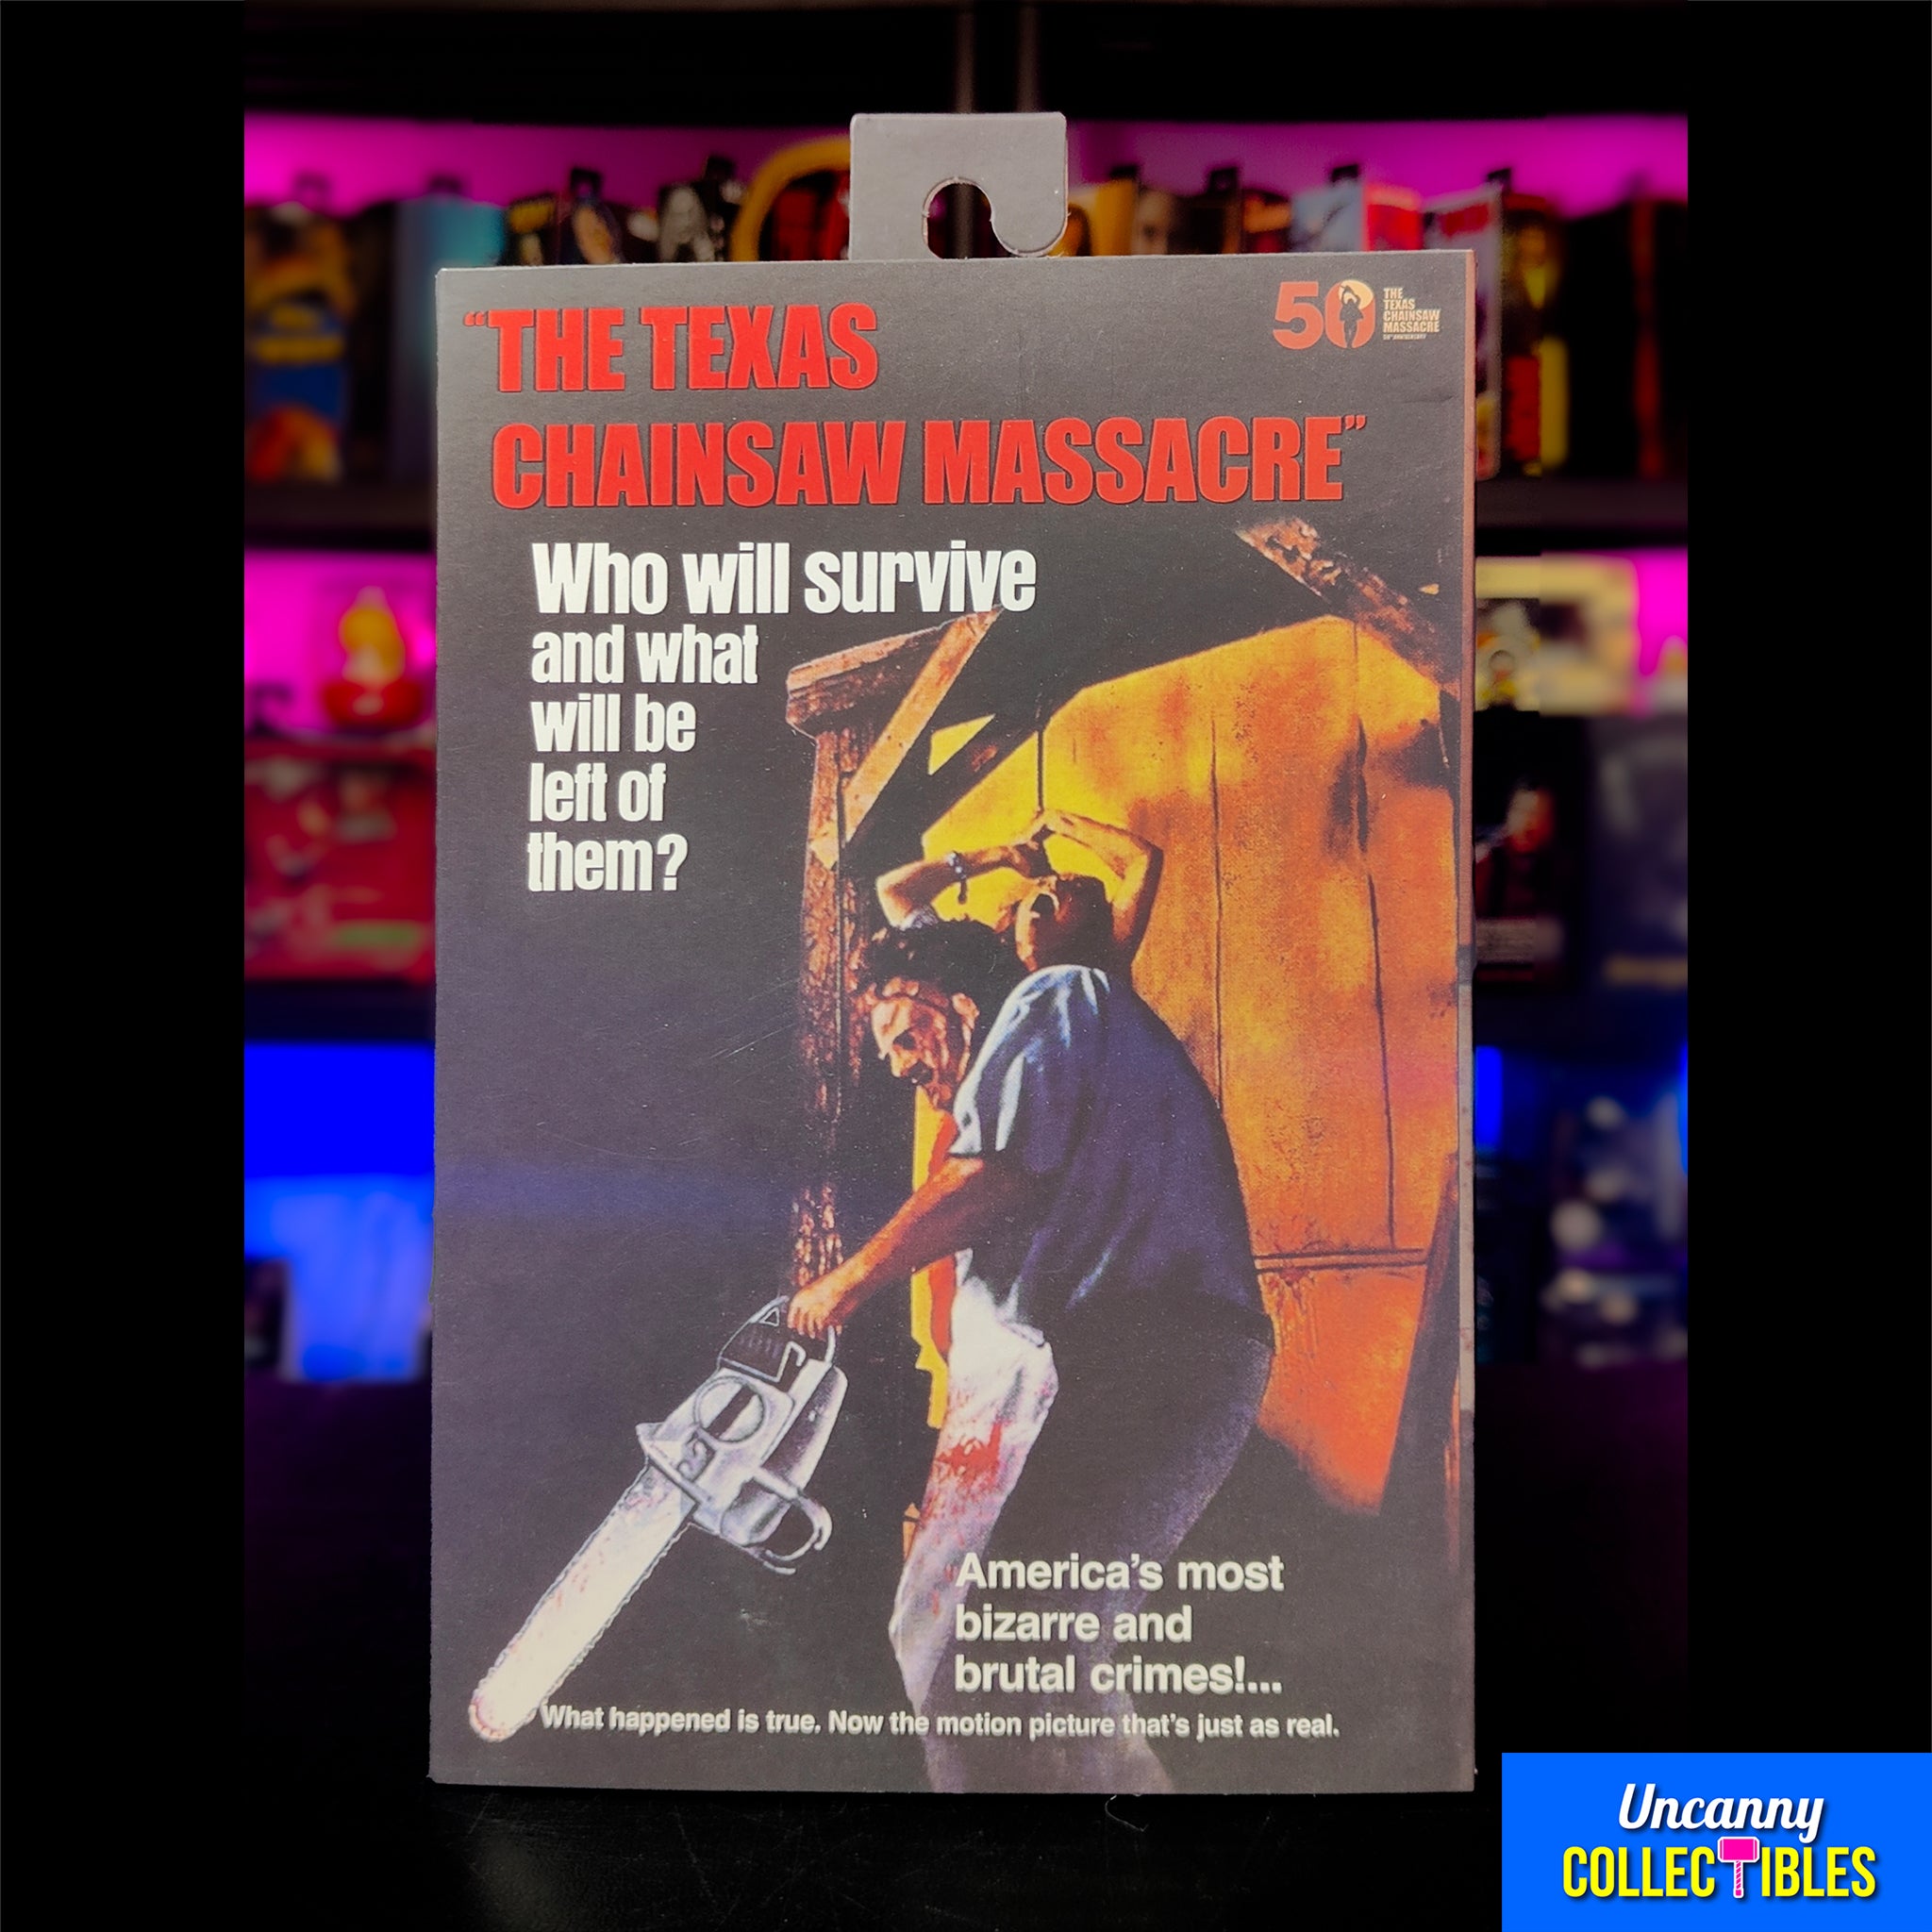 “THE TEXAS
CHAINSAW MASSACRE”
50
THE
TEXAS
CHAINSAW
MASSACRE
50TH ANNIVERSARY
Who will survive
and what
will be
left of
them?
America's most
bizarre and
brutal crimes!...
What happened is true. Now the motion picture that's just as real.
Uncanny
COLLECTIBLES